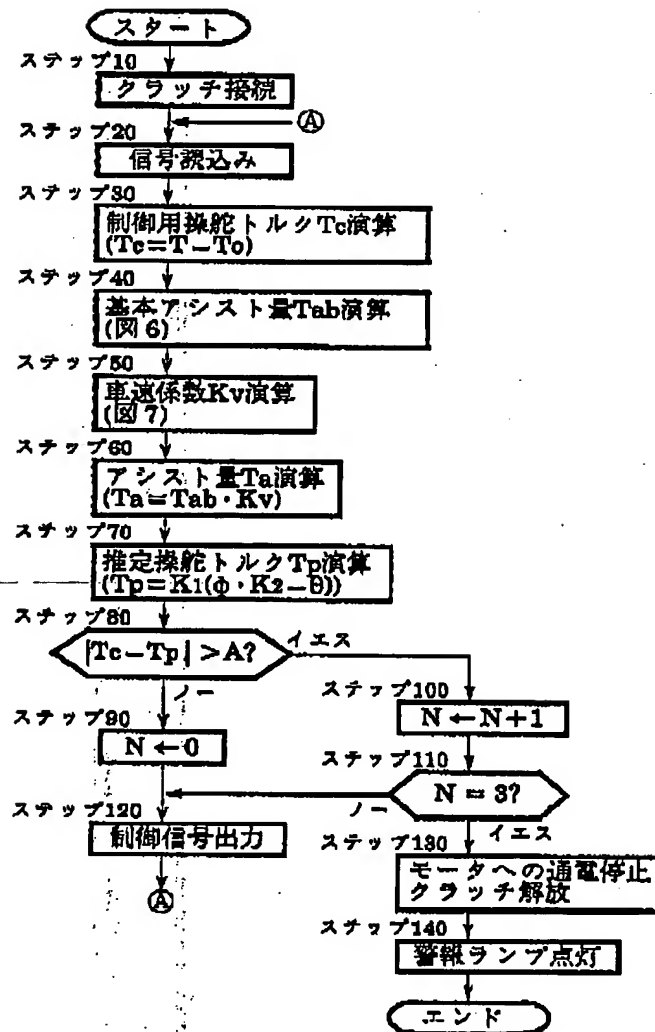 スタート
ステップ10
クラッチ接続
Ⓐ
ステップ20
信号読込み
ステップ30
制御用操舵トルクTc演算
(Tc=T-To)
ステップ40
基本アシスト量Tab演算
(図6)
ステップ50
車速係数Kv演算
(図7)
ステップ60
アシスト量Ta演算
(Ta=Tab・Kv)
ステップ70
推定操舵トルクTp演算
(Tp=K1(φ・K2-θ))
ステップ80
|Tc-Tp|>A?
イエス
ノー
ステップ90
N←0
ステップ100
N←N+1
ステップ110
N=3?
ノー
イエス
ステップ120
制御信号出力
Ⓐ
ステップ130
モータへの通電停止
クラッチ解放
ステップ140
警報ランプ点灯
エンド